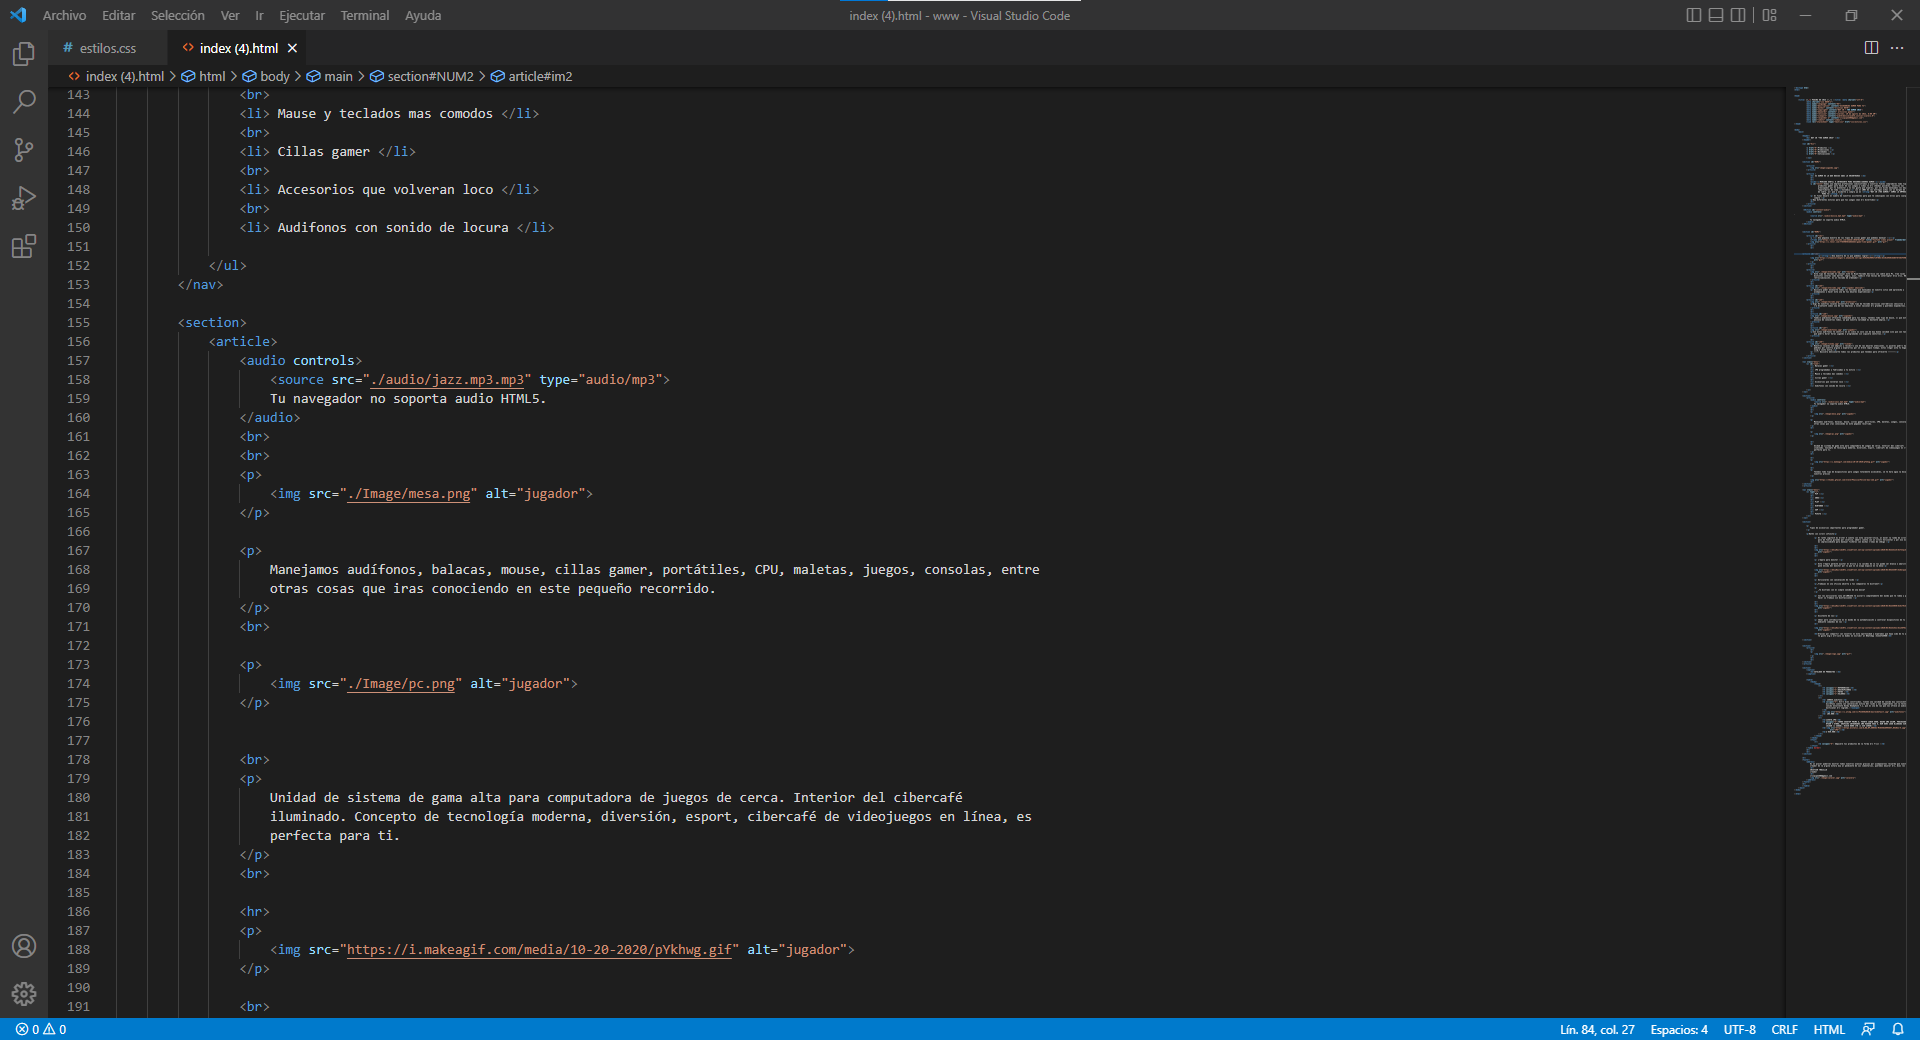 Archivo Editar Selección Ver Ir Ejecutar Terminal Ayuda
index (4).html - www - Visual Studio Code
# estilos.css
<> index (4).html ×
<> index (4).html > html > body > main > section#NUM2 > article#im2
143 <br>
144 <li> Mause y teclados mas comodos </li>
145 <br>
146 <li> Cillas gamer </li>
147 <br>
148 <li> Accesorios que volveran loco </li>
149 <br>
150 <li> Audifonos con sonido de locura </li>
151
152 </ul>
153 </nav>
154
155 <section>
156 <article>
157 <audio controls>
158 <source src="./audio/jazz.mp3.mp3" type="audio/mp3">
159 Tu navegador no soporta audio HTML5.
160 </audio>
161 <br>
162 <br>
163 <p>
164 <img src="./Image/mesa.png" alt="jugador">
165 </p>
166
167 <p>
168 Manejamos audífonos, balacas, mouse, cillas gamer, portátiles, CPU, maletas, juegos, consolas, entre
169 otras cosas que iras conociendo en este pequeño recorrido.
170 </p>
171 <br>
172
173 <p>
174 <img src="./Image/pc.png" alt="jugador">
175 </p>
176
177
178 <br>
179 <p>
180 Unidad de sistema de gama alta para computadora de juegos de cerca. Interior del cibercafé
181 iluminado. Concepto de tecnología moderna, diversión, esport, cibercafé de videojuegos en línea, es
182 perfecta para ti.
183 </p>
184 <br>
185
186 <hr>
187 <p>
188 <img src="https://i.makeagif.com/media/10-20-2020/pYkhwg.gif" alt="jugador">
189 </p>
190
191 <br>
0 0
Lín. 84, col. 27 Espacios: 4 UTF-8 CRLF HTML